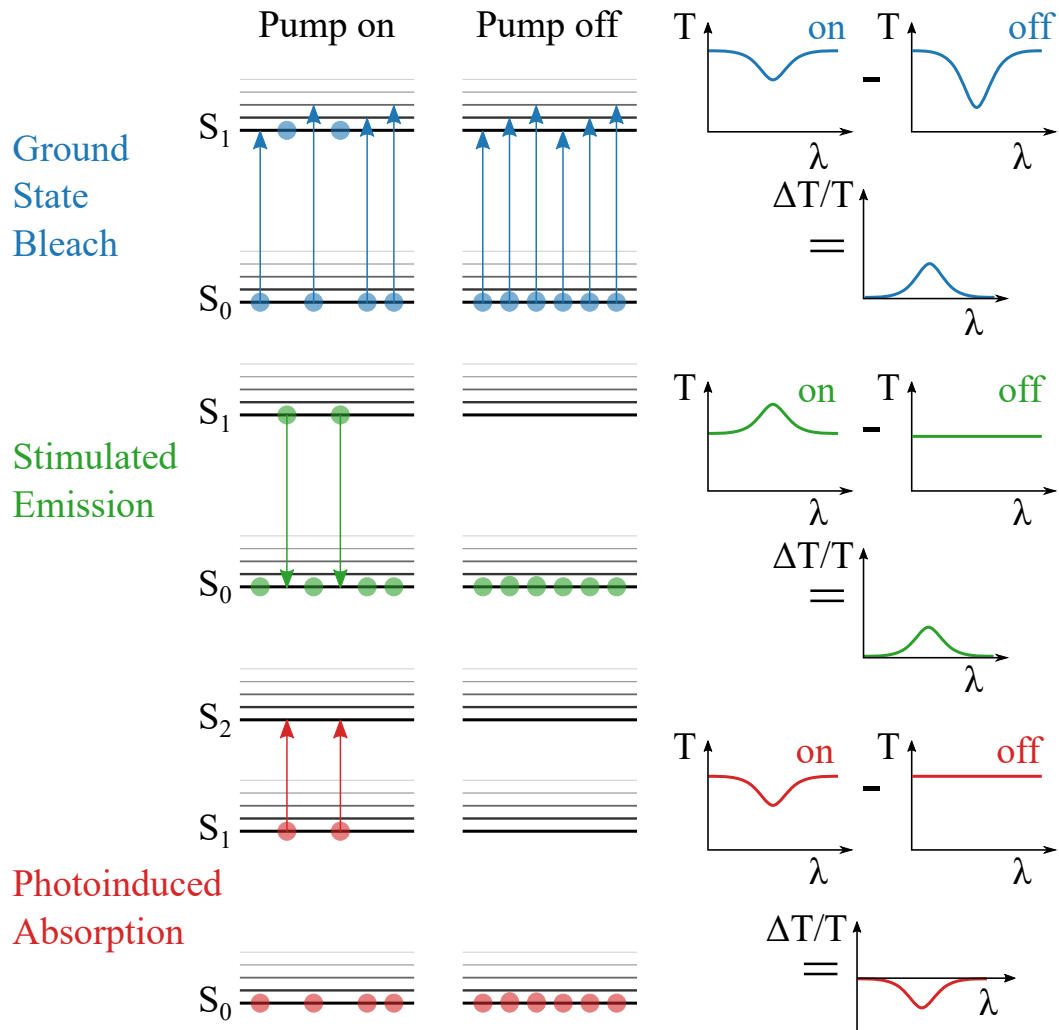 Pump on
Pump off
T
on
λ
-
T
off
λ
Ground
State
Bleach
S1
S0
ΔT/T
=
λ
Stimulated
Emission
S1
S0
T
on
λ
-
T
off
λ
ΔT/T
=
λ
Photoinduced
Absorption
S2
S1
S0
T
on
λ
-
T
off
λ
ΔT/T
=
λ